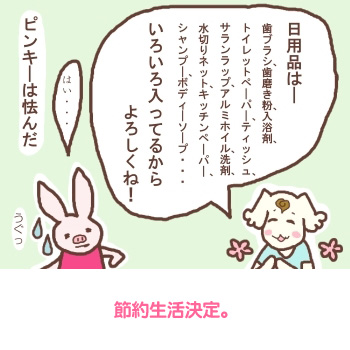 日用品は―
歯ブラシ、歯磨き粉、入浴剤、
トイレットペーパー、ティッシュ、
サランラップ、アルミホイル、洗剤、
水切りネット、キッチンペーパー、
シャンプー、ボディーソープ・・・
いろいろ入ってるから
よろしくね!
はい・・・・
ピンキーは怯んだ
うぐっ
節約生活決定。